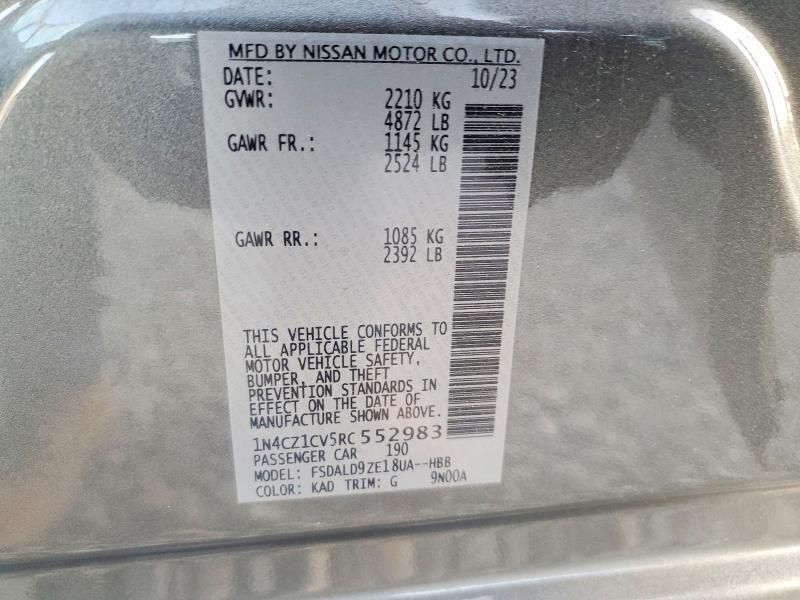 MFD BY NISSAN MOTOR CO., LTD.
DATE: 10/23
GVWR: 2210 KG
4872 LB
GAWR FR.: 1145 KG
2524 LB
GAWR RR.: 1085 KG
2392 LB
THIS VEHICLE CONFORMS TO
ALL APPLICABLE FEDERAL
MOTOR VEHICLE SAFETY,
BUMPER, AND THEFT
PREVENTION STANDARDS IN
EFFECT ON THE DATE OF
MANUFACTURE SHOWN ABOVE.
1N4CZ1CV5RC552983
PASSENGER CAR 190
MODEL: FSDALD9ZE18UA--HBB
COLOR: KAD TRIM: G 9N00A